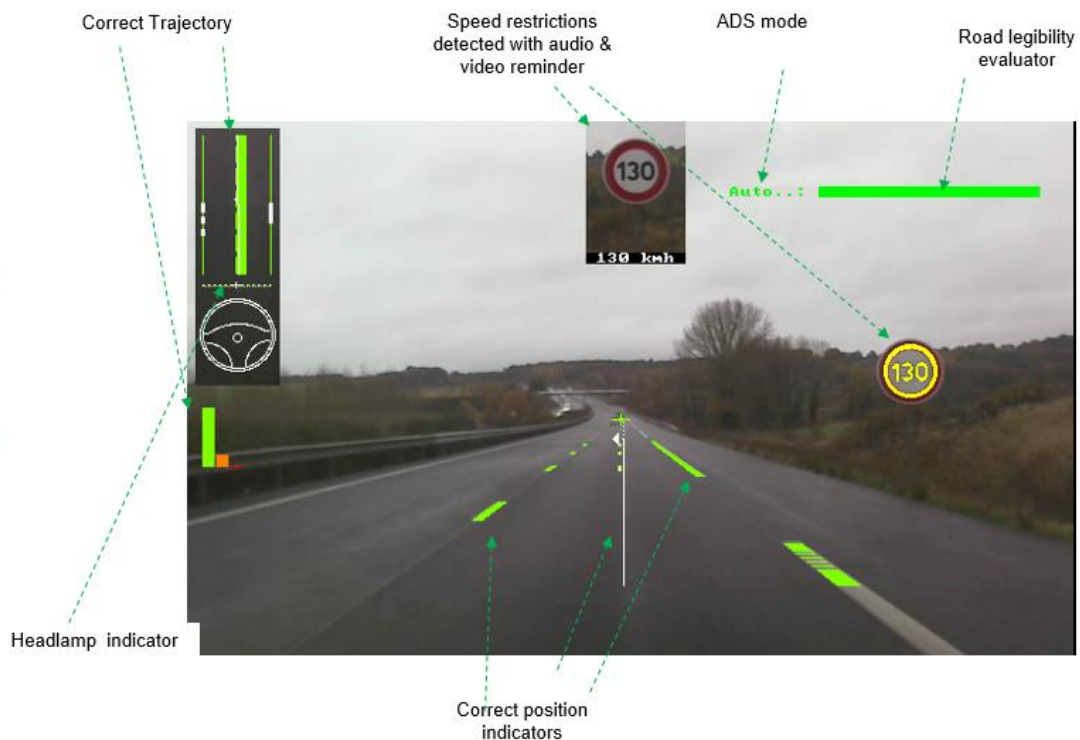 Correct Trajectory
Speed restrictions
detected with audio &
video reminder
ADS mode
Road legibility
evaluator
130
130 kmh
Auto..:
130
Headlamp indicator
Correct position
indicators